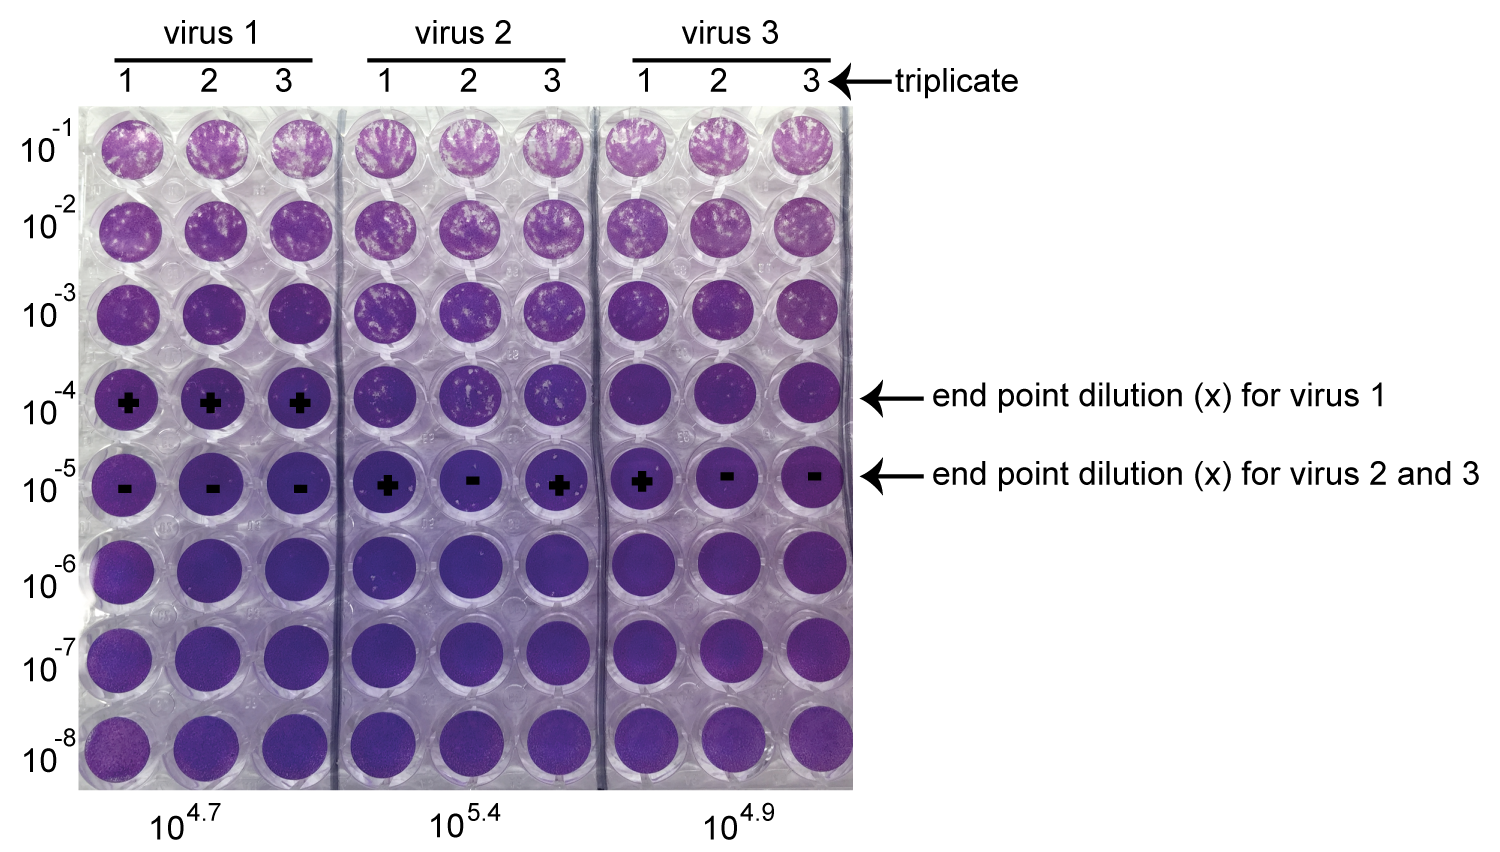 virus 1 virus 2 virus 3
1 2 3 1 2 3 1 2 3 triplicate
10-1
10-2
10-3
10-4 + + + end point dilution (x) for virus 1
10-5 - - - + - + + - - end point dilution (x) for virus 2 and 3
10-6
10-7
10-8
104.7 105.4 104.9